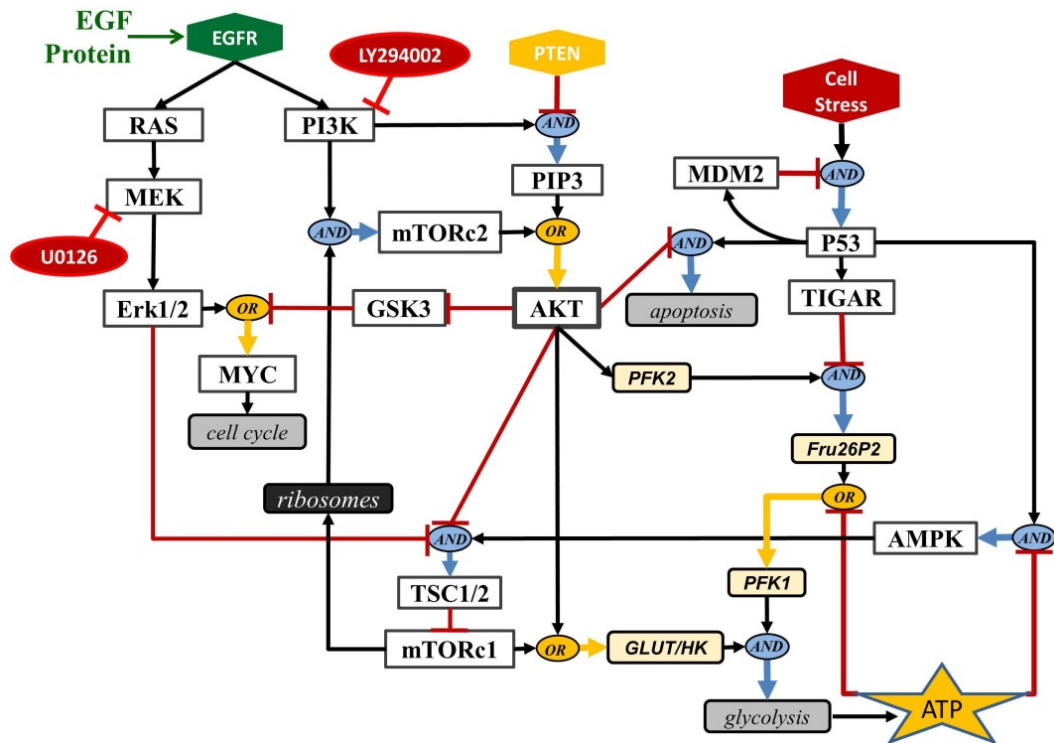 EGF
Protein
EGFR
LY294002
PTEN
Cell
Stress
RAS
PI3K
AND
MDM2
AND
MEK
PIP3
U0126
AND
mTORc2
OR
AND
P53
Erk1/2
OR
GSK3
AKT
apoptosis
TIGAR
MYC
PFK2
AND
cell cycle
Fru26P2
ribosomes
OR
AND
AMPK
AND
TSC1/2
PFK1
mTORc1
OR
GLUT/HK
AND
glycolysis
ATP